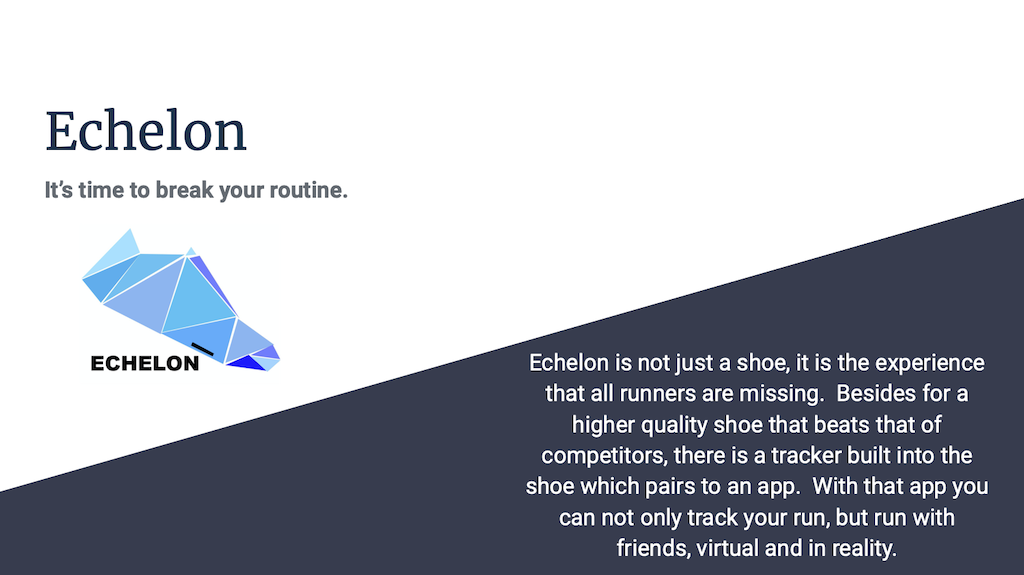 Echelon
It’s time to break your routine.
ECHELON
Echelon is not just a shoe, it is the experience
that all runners are missing.  Besides for a
higher quality shoe that beats that of
competitors, there is a tracker built into the
shoe which pairs to an app.  With that app you
can not only track your run, but run with
friends, virtual and in reality.